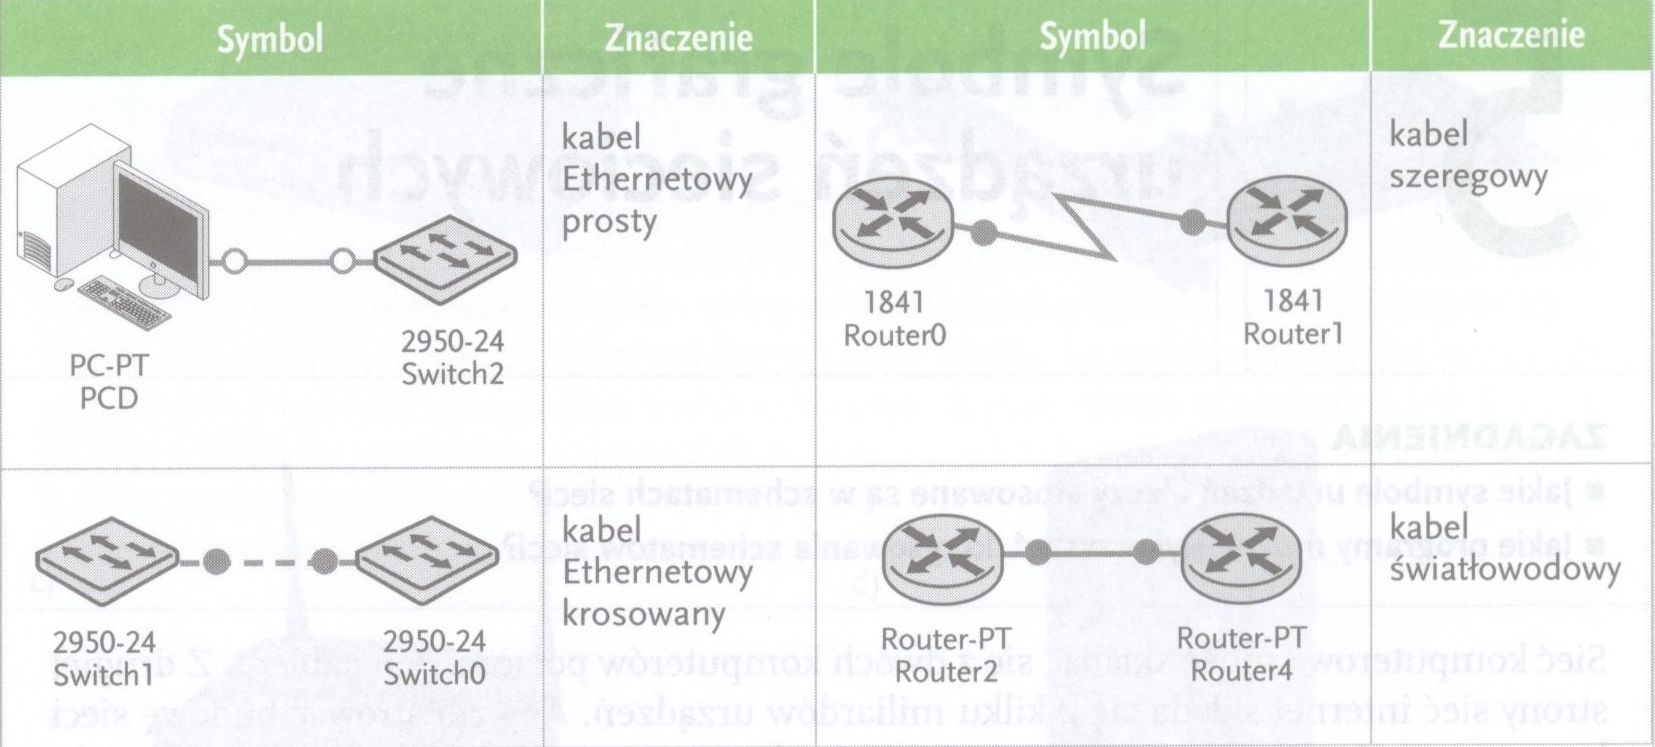 Symbol
Znaczenie
Symbol
Znaczenie
PC-PT
PCD
2950-24
Switch2
kabel
Ethernetowy
prosty
1841
Router0
1841
Router1
kabel
szeregowy
2950-24
Switch1
2950-24
Switch0
kabel
Ethernetowy
krosowany
Router-PT
Router2
Router-PT
Router4
kabel
światłowodowy